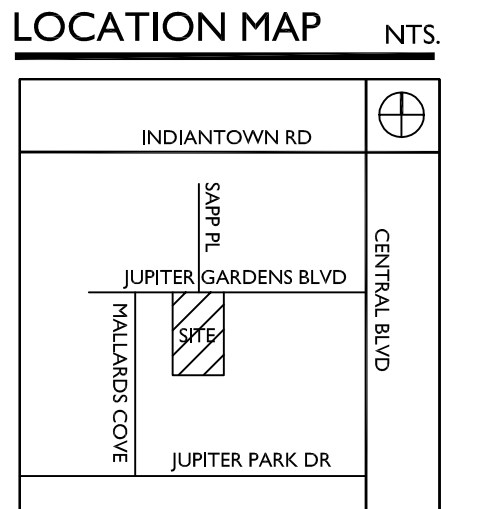 LOCATION MAP NTS.
INDIANTOWN RD
SAPP PL
CENTRAL BLVD
JUPITER GARDENS BLVD
MALLARDS COVE
SITE
JUPITER PARK DR